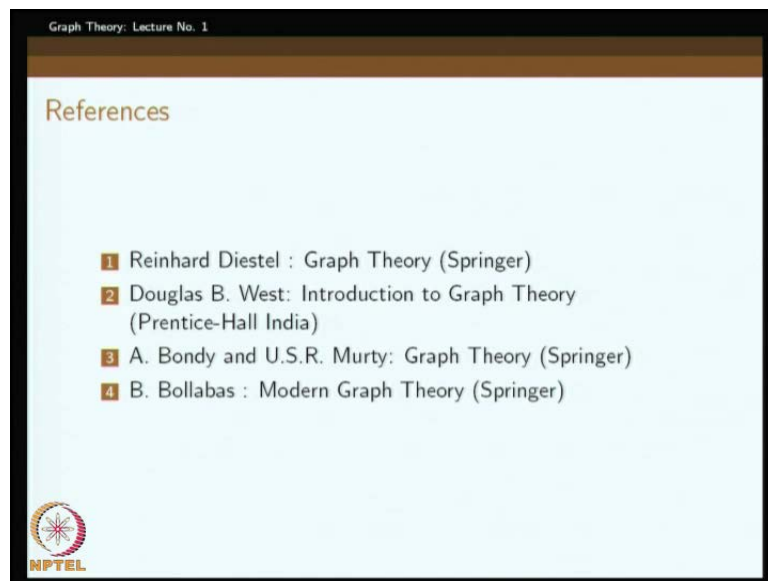 Graph Theory: Lecture No. 1
References
1 Reinhard Diestel : Graph Theory (Springer)
2 Douglas B. West: Introduction to Graph Theory
(Prentice-Hall India)
3 A. Bondy and U.S.R. Murty: Graph Theory (Springer)
4 B. Bollabas : Modern Graph Theory (Springer)
NPTEL